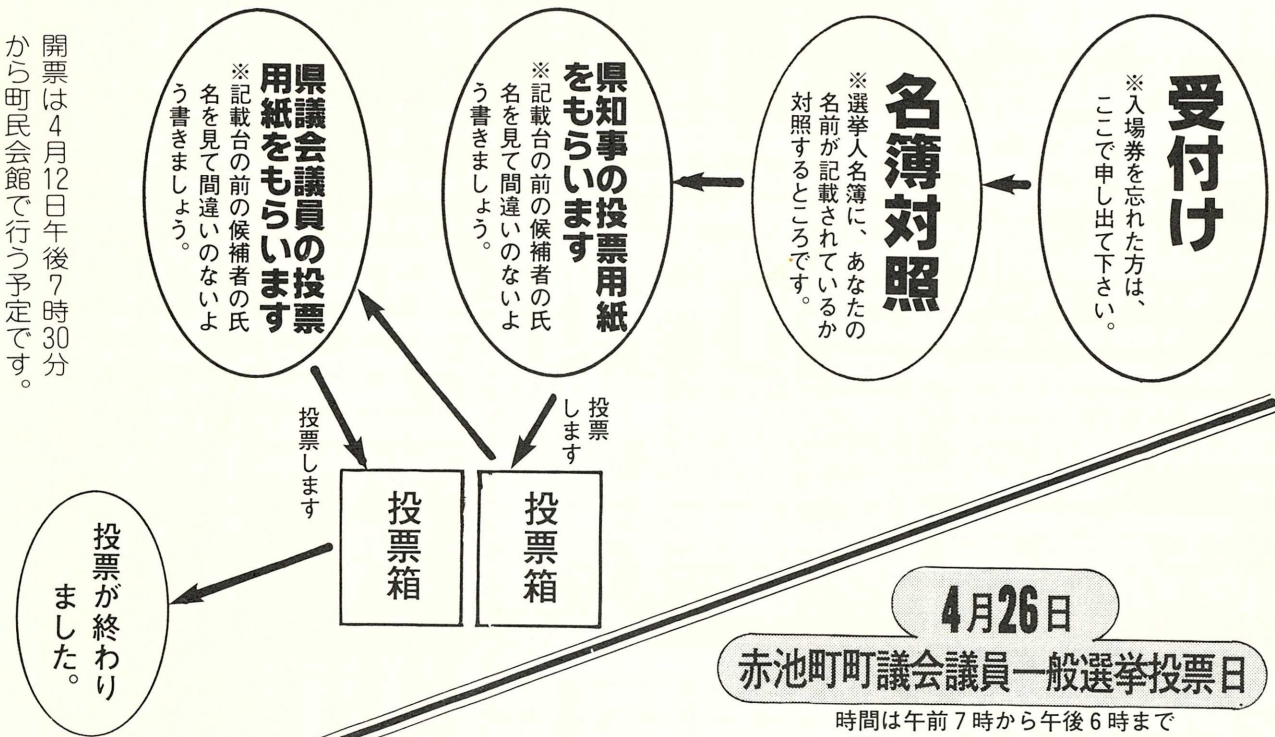 受付け
※入場券を忘れた方は、
ここで申し出て下さい。
名簿対照
※選挙人名簿に、あなたの
名前が記載されているか
対照するところです。
県知事の投票用紙
をもらいます
※記載台の前の候補者の氏
名を見て間違いのないよ
う書きましょう。
投票
します
投票箱
県議会議員の投票
用紙をもらいます
※記載台の前の候補者の氏
名を見て間違いのないよ
う書きましょう。
投票します
投票箱
投票が終わり
ました。
開票は4月12日午後7時30分
から町民会館で行う予定です。
4月26日
赤池町町議会議員一般選挙投票日
時間は午前7時から午後6時まで